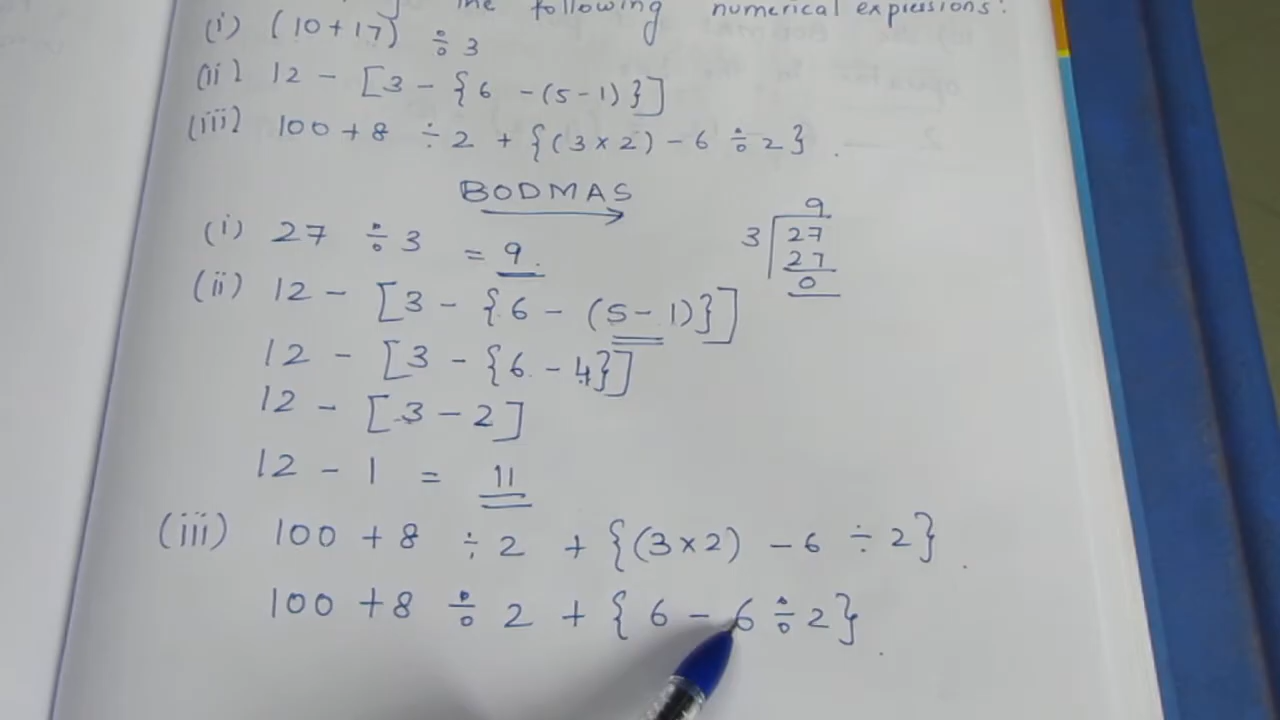 the following numerical expressions:
(i) (10+17) ÷ 3
(ii) 12 - [3 - {6 - (5-1)}]
(iii) 100 + 8 ÷ 2 + {(3 × 2) - 6 ÷ 2}.
BODMAS
(i) 27 ÷ 3 = 9.
9
3 27
27
0
(ii) 12 - [3 - {6 - (5-1)}]
12 - [3 - {6 - 4}]
12 - [3 - 2]
12 - 1 = 11
(iii) 100 + 8 ÷ 2 + {(3×2) - 6 ÷ 2}.
100 + 8 ÷ 2 + {6 - 6 ÷ 2}.